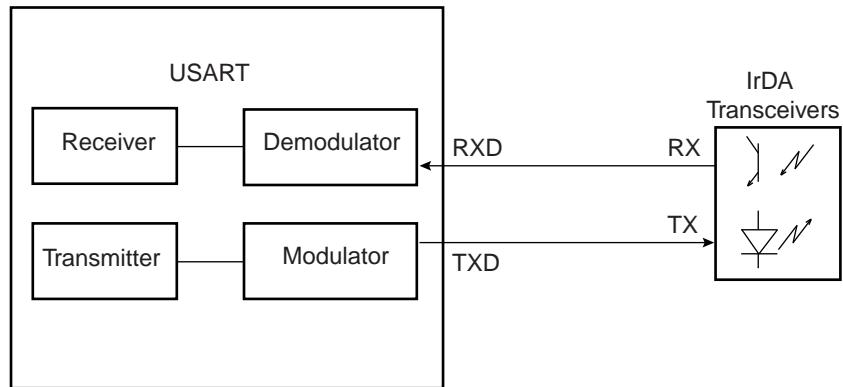 USART
IrDA
Transceivers
Receiver
Demodulator
RXD
RX
Transmitter
Modulator
TX
TXD